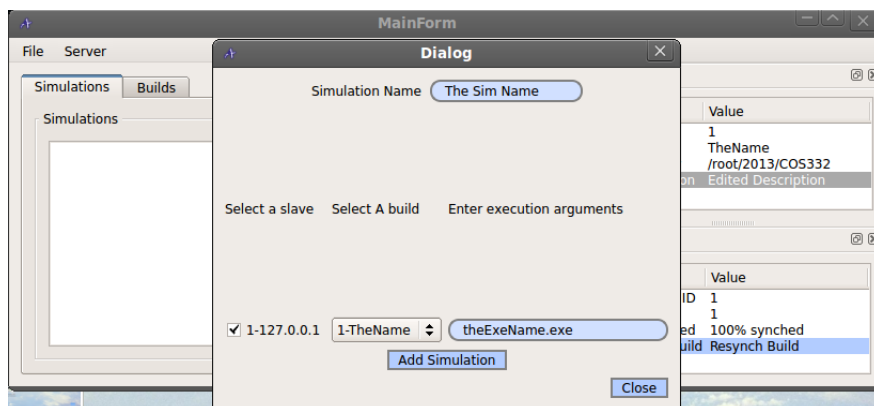 MainForm
File Server
Dialog
Simulations Builds
Simulations
Simulation Name The Sim Name
Select a slave Select A build Enter execution arguments
1-127.0.0.1 1-TheName theExeName.exe
Add Simulation
Close
Value
1
TheName
/root/2013/COS332
on Edited Description
Value
ID 1
1
ed 100% synched
uild Resynch Build